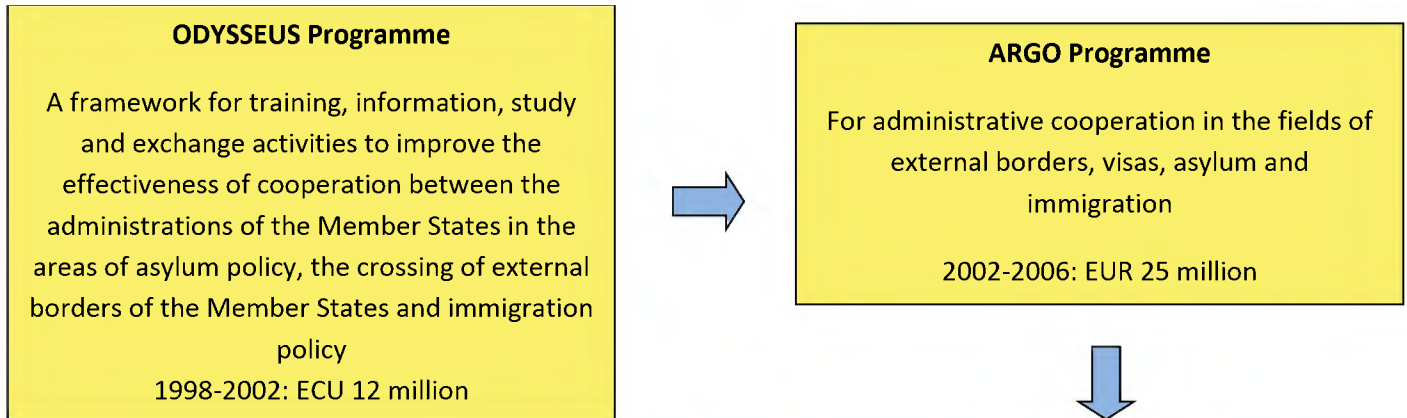 ODYSSEUS Programme
A framework for training, information, study
and exchange activities to improve the
effectiveness of cooperation between the
administrations of the Member States in the
areas of asylum policy, the crossing of external
borders of the Member States and immigration
policy
1998-2002: ECU 12 million
ARGO Programme
For administrative cooperation in the fields of
external borders, visas, asylum and
immigration
2002-2006: EUR 25 million